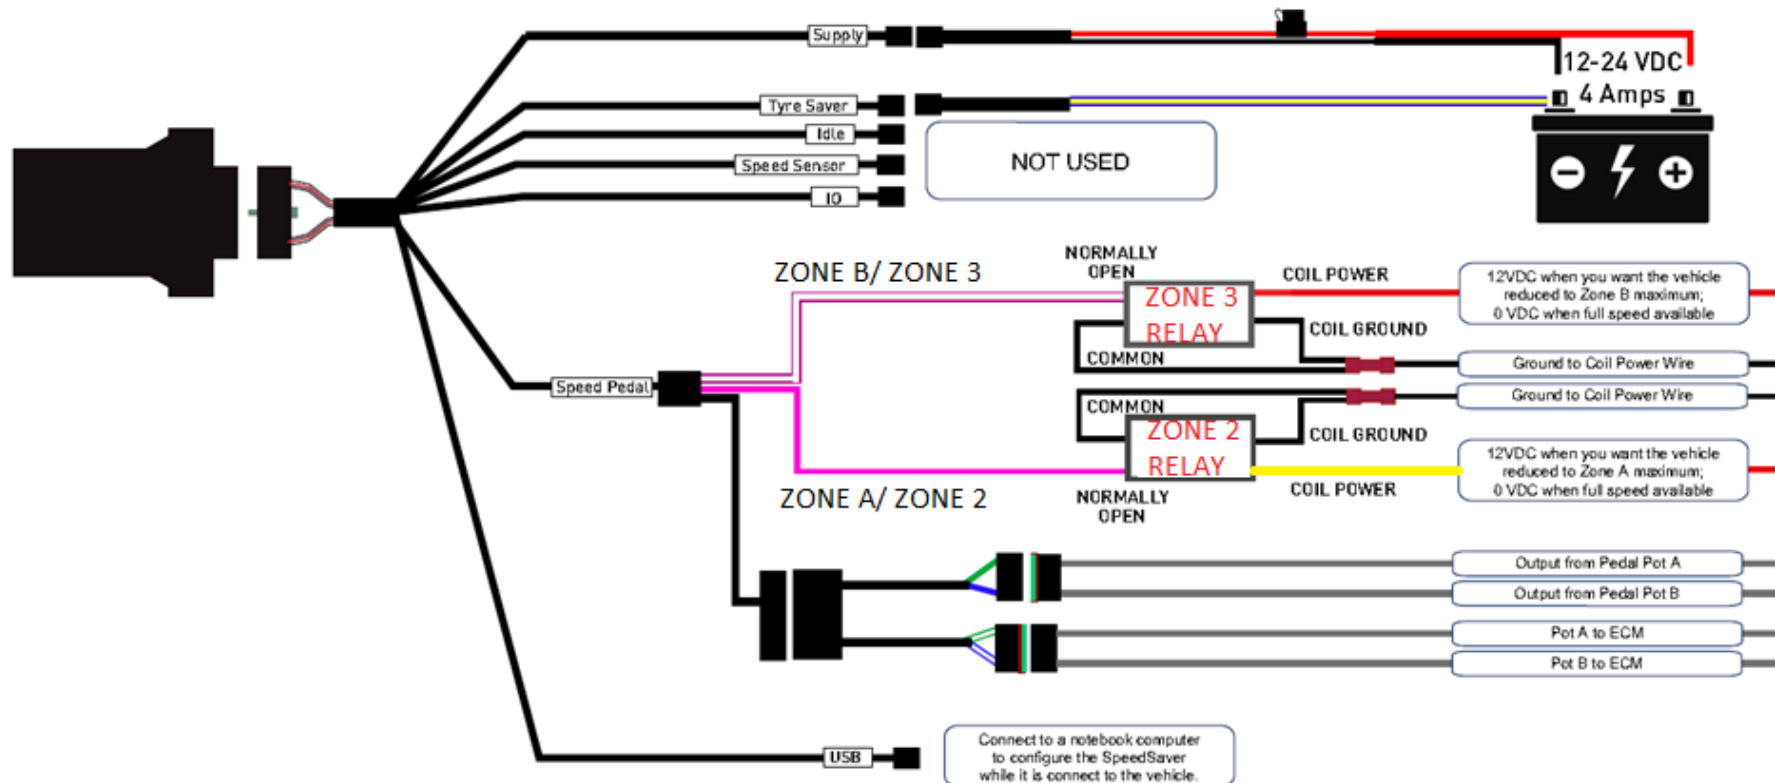 Supply
12-24 VDC
4 Amps
Tyre Saver
Idle
Speed Sensor
IO
NOT USED
NORMALLY
OPEN
ZONE B/ ZONE 3
ZONE 3
RELAY
COIL POWER
12VDC when you want the vehicle
reduced to Zone B maximum;
0 VDC when full speed available
COIL GROUND
COMMON
Ground to Coil Power Wire
Speed Pedal
Ground to Coil Power Wire
COMMON
ZONE 2
RELAY
COIL GROUND
12VDC when you want the vehicle
reduced to Zone A maximum;
0 VDC when full speed available
COIL POWER
ZONE A/ ZONE 2
NORMALLY
OPEN
Output from Pedal Pot A
Output from Pedal Pot B
Pot A to ECM
Pot B to ECM
USB
Connect to a notebook computer
to configure the SpeedSaver
while it is connect to the vehicle.